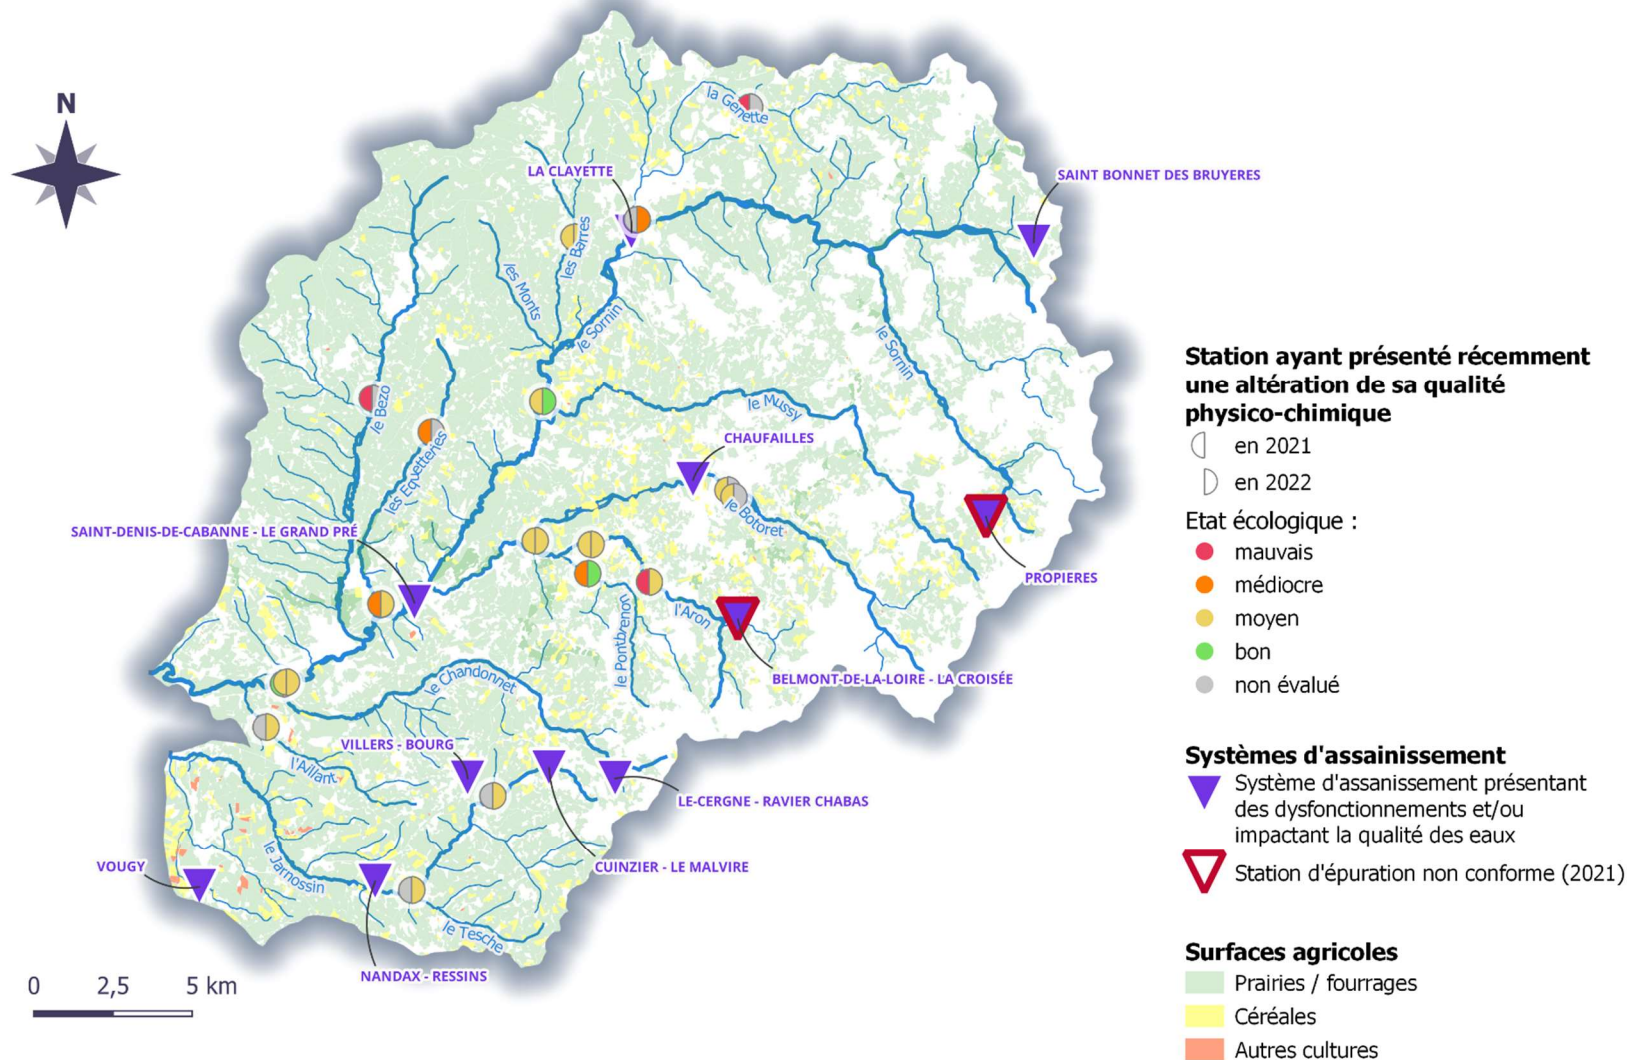 N
la Genette
LA CLAYETTE
SAINT BONNET DES BRUYERES
les Barres
les Monts
le Sornin
le Sornin
le Bezo
le Mussy
les Equetteries
CHAUFAILLES
le Botoret
SAINT-DENIS-DE-CABANNE - LE GRAND PRÉ
PROPIERES
l'Aron
le Pontbrenon
BELMONT-DE-LA-LOIRE - LA CROISÉE
le Chandonnet
VILLERS - BOURG
l'Aillant
LE-CERGNE - RAVIER CHABAS
CUINZIER - LE MALVIRE
VOUGY
le Jarnossin
le Tesche
NANDAX - RESSINS
0 2,5 5 km
Station ayant présenté récemment
une altération de sa qualité
physico-chimique
en 2021
en 2022
Etat écologique :
mauvais
médiocre
moyen
bon
non évalué
Systèmes d'assainissement
Système d'assanissement présentant
des dysfonctionnements et/ou
impactant la qualité des eaux
Station d'épuration non conforme (2021)
Surfaces agricoles
Prairies / fourrages
Céréales
Autres cultures